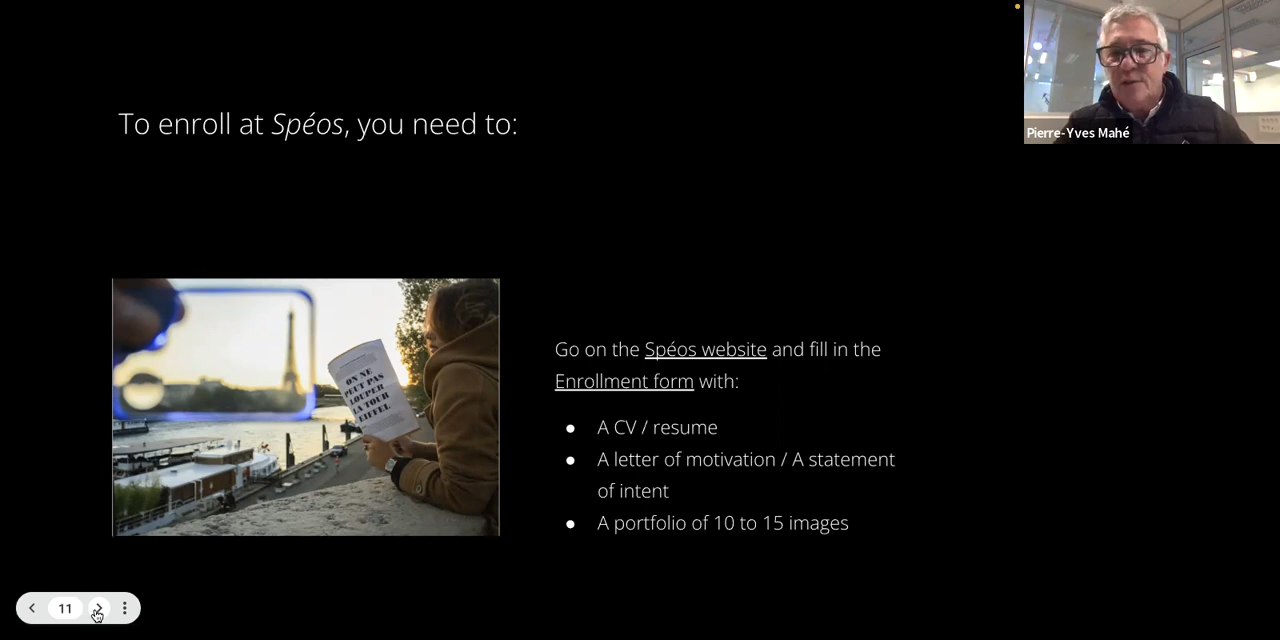 To enroll at Spéos, you need to:
Pierre-Yves Mahé
ON NE
PEUT PAS
LOUPER
LA TOUR
EIFFEL
Go on the Spéos website and fill in the
Enrollment form with:
● A CV / resume
● A letter of motivation / A statement
of intent
● A portfolio of 10 to 15 images
11